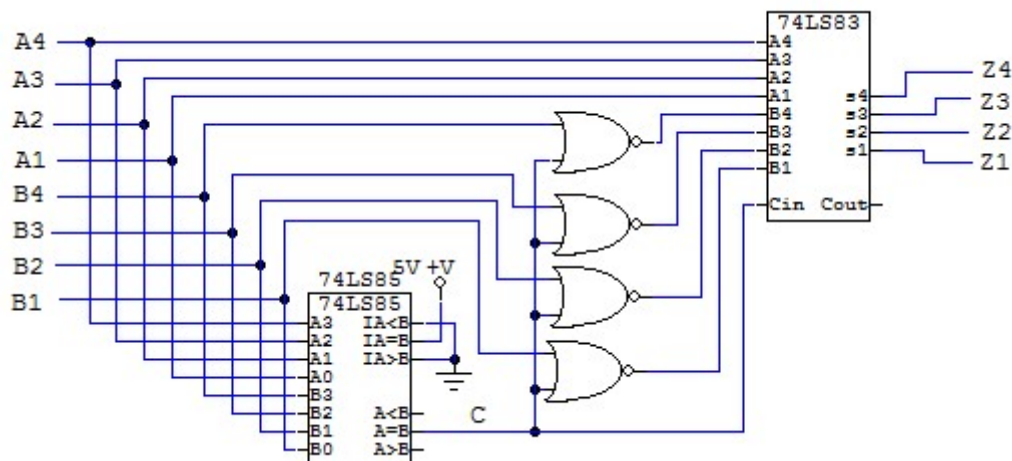 74LS83
A4
A3
A2
A1
B4
B3
B2
B1
A4
A3
A2
A1
B4
B3
B2
B1
Cin
s4
s3
s2
s1
Cout
Z4
Z3
Z2
Z1
74LS85
5V +V
74LS85
A3
A2
A1
A0
B3
B2
B1
B0
IA<B
IA=B
IA>B
A<B
A=B
A>B
C